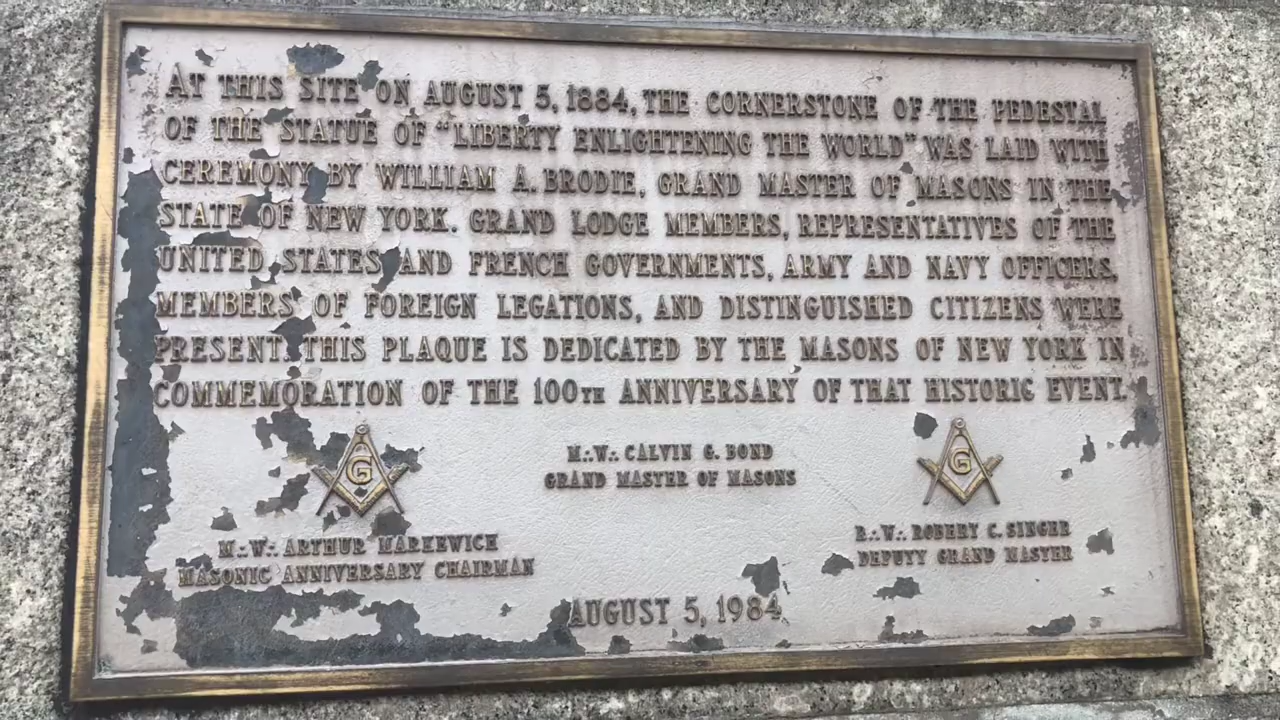 AT THIS SITE ON AUGUST 5, 1884, THE CORNERSTONE OF THE PEDESTAL
OF THE STATUE OF "LIBERTY ENLIGHTENING THE WORLD" WAS LAID WITH
CEREMONY BY WILLIAM A. BRODIE, GRAND MASTER OF MASONS IN THE
STATE OF NEW YORK. GRAND LODGE MEMBERS, REPRESENTATIVES OF THE
UNITED STATES AND FRENCH GOVERNMENTS, ARMY AND NAVY OFFICERS,
MEMBERS OF FOREIGN LEGATIONS, AND DISTINGUISHED CITIZENS WERE
PRESENT. THIS PLAQUE IS DEDICATED BY THE MASONS OF NEW YORK IN
COMMEMORATION OF THE 100TH ANNIVERSARY OF THAT HISTORIC EVENT.
G
G
M∴W∴ CALVIN G. BOND
GRAND MASTER OF MASONS
M∴W∴ ARTHUR MARKEWICH
MASONIC ANNIVERSARY CHAIRMAN
R∴W∴ ROBERT C. SINGER
DEPUTY GRAND MASTER
AUGUST 5, 1984